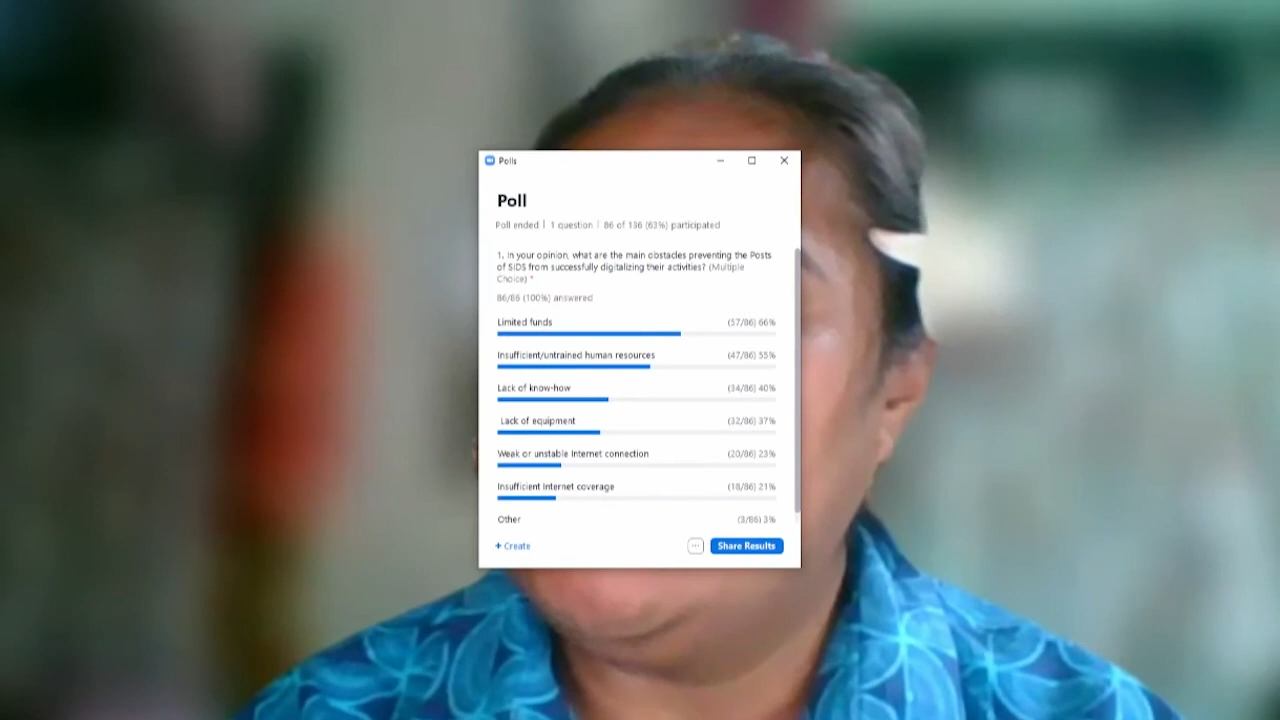 Polls
Poll
Poll ended | 1 question | 86 of 136 (63%) participated
1. In your opinion, what are the main obstacles preventing the Posts
of SIDS from successfully digitalizing their activities? (Multiple
Choice) *
86/86 (100%) answered
Limited funds (57/86) 66%
Insufficient/untrained human resources (47/86) 55%
Lack of know-how (34/86) 40%
Lack of equipment (32/86) 37%
Weak or unstable Internet connection (20/86) 23%
Insufficient Internet coverage (18/86) 21%
Other (3/86) 3%
+ Create ... Share Results